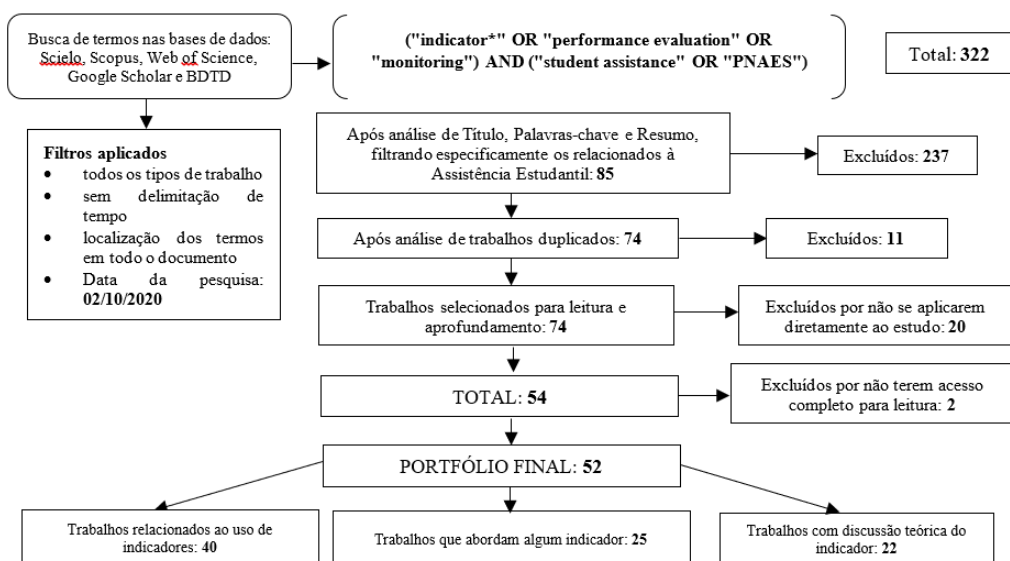 Busca de termos nas bases de dados:
Scielo, Scopus, Web of Science,
Google Scholar e BDTD
("indicator*" OR "performance evaluation" OR
"monitoring") AND ("student assistance" OR "PNAES")
Total: 322
Filtros aplicados
• todos os tipos de trabalho
• sem delimitação de
tempo
• localização dos termos
em todo o documento
• Data da pesquisa:
02/10/2020
Após análise de Título, Palavras-chave e Resumo,
filtrando especificamente os relacionados à
Assistência Estudantil: 85
Excluídos: 237
Após análise de trabalhos duplicados: 74
Excluídos: 11
Trabalhos selecionados para leitura e
aprofundamento: 74
Excluídos por não se aplicarem
diretamente ao estudo: 20
TOTAL: 54
Excluídos por não terem acesso
completo para leitura: 2
PORTFÓLIO FINAL: 52
Trabalhos relacionados ao uso de
indicadores: 40
Trabalhos que abordam algum indicador: 25
Trabalhos com discussão teórica do
indicador: 22